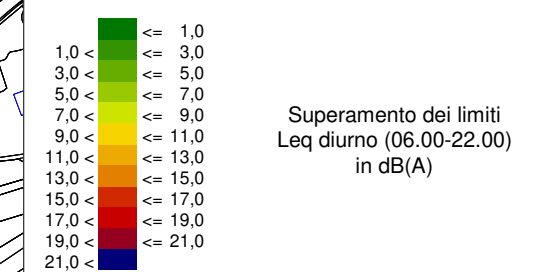 <= 1,0
1,0 < <= 3,0
3,0 < <= 5,0
5,0 < <= 7,0
7,0 < <= 9,0
9,0 < <= 11,0
11,0 < <= 13,0
13,0 < <= 15,0
15,0 < <= 17,0
17,0 < <= 19,0
19,0 < <= 21,0
21,0 <
Superamento dei limiti
Leq diurno (06.00-22.00)
in dB(A)